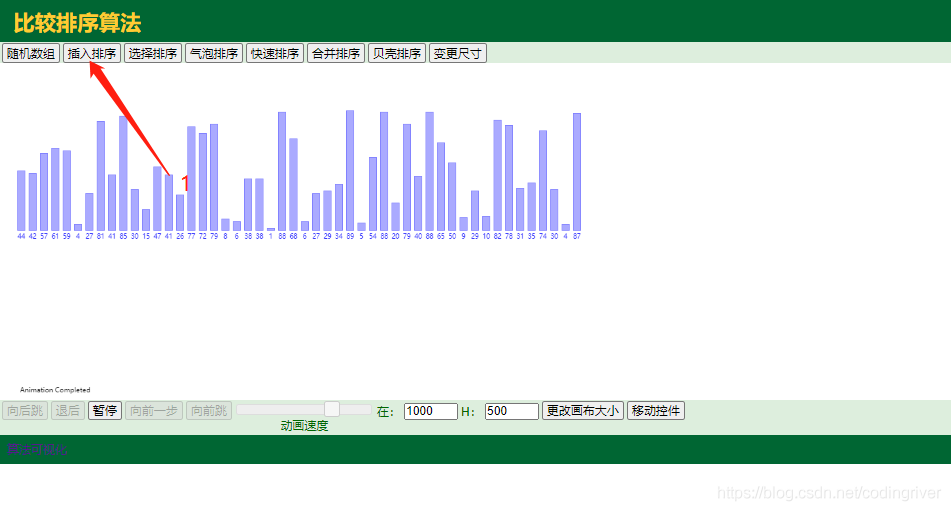 比较排序算法
随机数组 插入排序 选择排序 气泡排序 快速排序 合并排序 贝壳排序 变更尺寸
1
44 42 57 61 59 4 27 81 41 85 30 15 47 41 26 77 72 79 8 6 38 38 1 88 68 6 27 29 34 89 5 54 88 20 79 40 88 65 50 9 29 10 82 78 31 35 74 30 4 87
Animation Completed
向后跳 退后 暂停 向前一步 向前跳 在: 1000 H: 500 更改画布大小 移动控件
动画速度
算法可视化
https://blog.csdn.net/codingriver